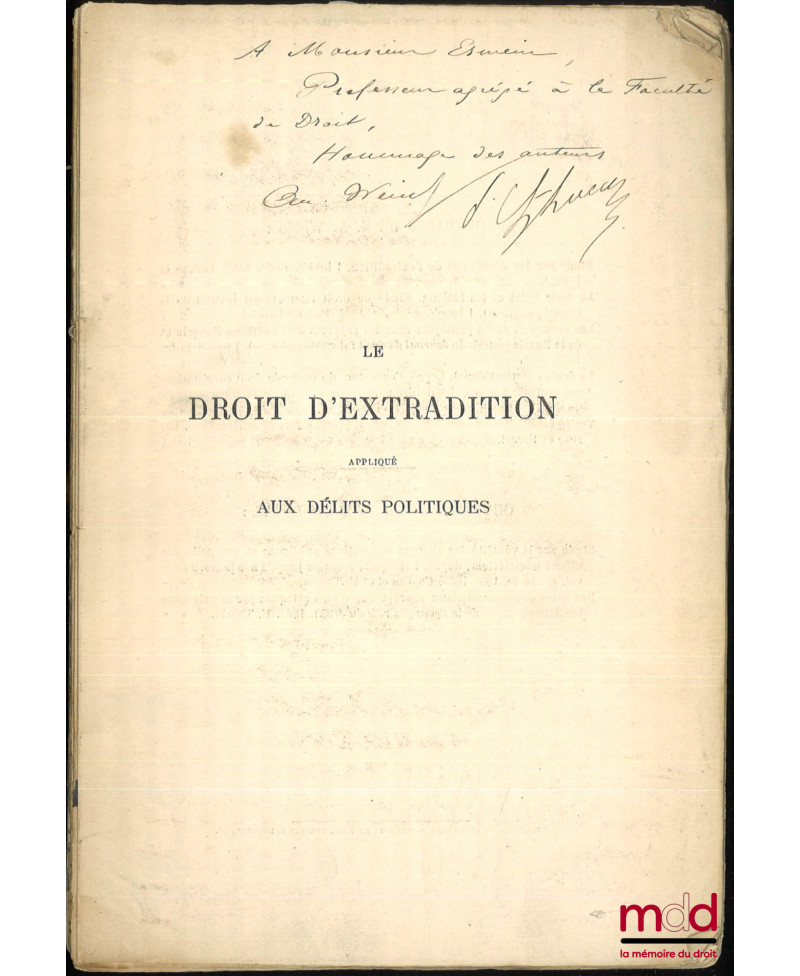 A Monsieur Esmein,
Professeur agrégé à la Faculté
de Droit,
Hommage des auteurs
LE
DROIT D'EXTRADITION
APPLIQUÉ
AUX DÉLITS POLITIQUES
mdd
la mémoire du droit